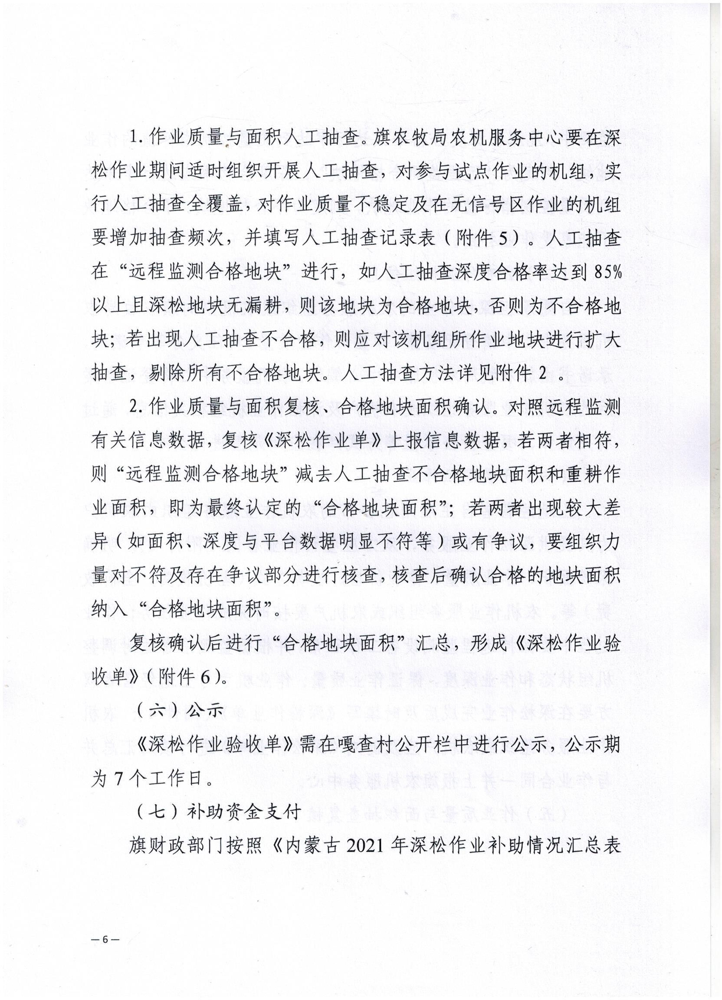 1. 作业质量与面积人工抽查。旗农牧局农机服务中心要在深
松作业期间适时组织开展人工抽查，对参与试点作业的机组，实
行人工抽查全覆盖，对作业质量不稳定及在无信号区作业的机组
要增加抽查频次，并填写人工抽查记录表（附件 5）。人工抽查
在“远程监测合格地块”进行，如人工抽查深度合格率达到 85%
以上且深松地块无漏耕，则该地块为合格地块，否则为不合格地
块；若出现人工抽查不合格，则应对该机组所作业地块进行扩大
抽查，剔除所有不合格地块。人工抽查方法详见附件 2 。
2. 作业质量与面积复核、合格地块面积确认。对照远程监测
有关信息数据，复核《深松作业单》上报信息数据，若两者相符，
则“远程监测合格地块”减去人工抽查不合格地块面积和重耕作
业面积，即为最终认定的“合格地块面积”；若两者出现较大差
异（如面积、深度与平台数据明显不符等）或有争议，要组织力
量对不符及存在争议部分进行核查，核查后确认合格的地块面积
纳入“合格地块面积”。
复核确认后进行“合格地块面积”汇总，形成《深松作业验
收单》（附件 6）。
（六）公示
《深松作业验收单》需在嘎查村公开栏中进行公示，公示期
为 7 个工作日。
（七）补助资金支付
旗财政部门按照《内蒙古 2021 年深松作业补助情况汇总表
— 6 —